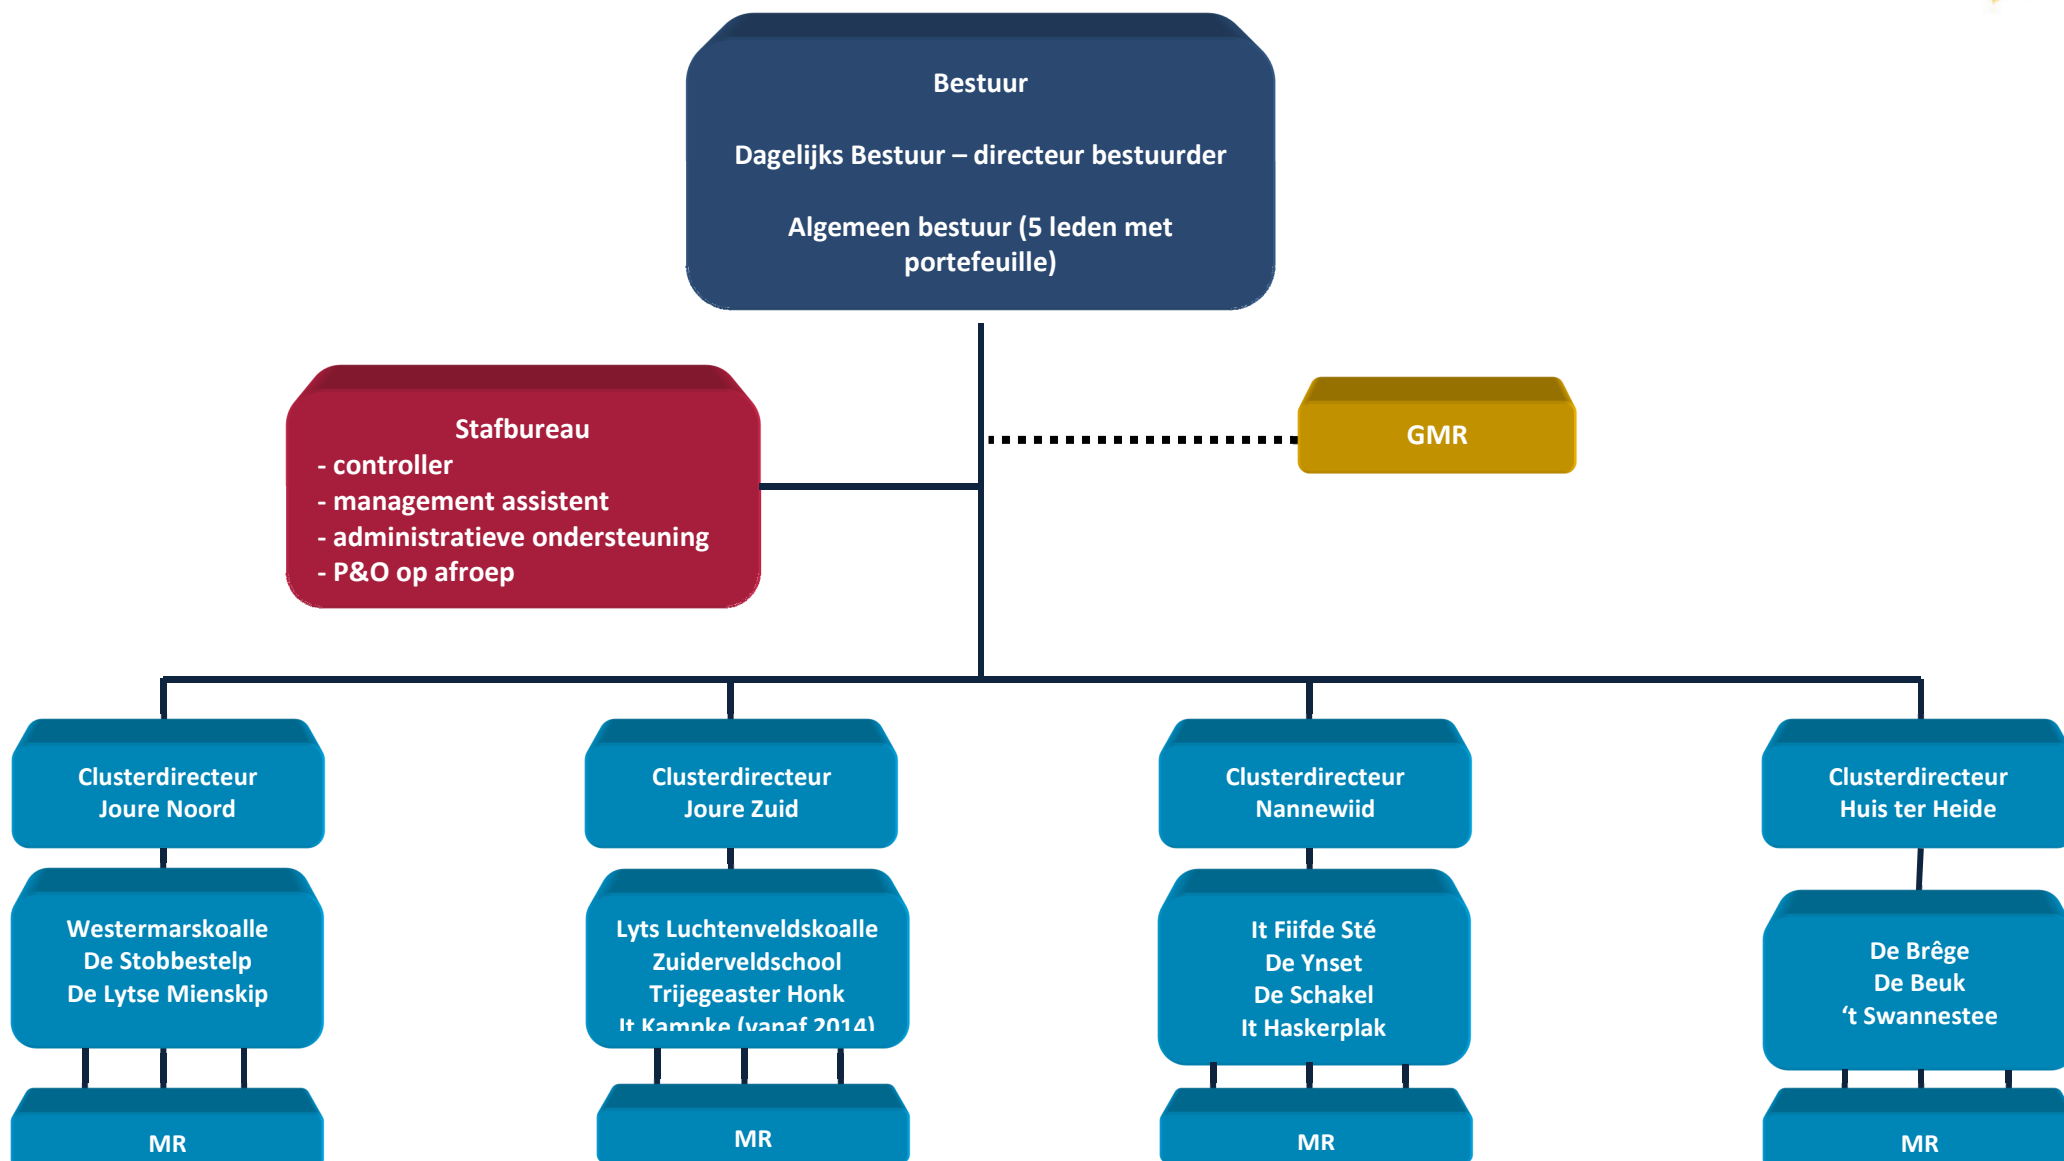 Bestuur
Dagelijks Bestuur – directeur bestuurder
Algemeen bestuur (5 leden met
portefeuille)
Stafbureau
- controller
- management assistent
- administratieve ondersteuning
- P&O op afroep
GMR
Clusterdirecteur
Joure Noord
Clusterdirecteur
Joure Zuid
Clusterdirecteur
Nannewiid
Clusterdirecteur
Huis ter Heide
Westermarskoalle
De Stobbestelp
De Lytse Mienskip
Lyts Luchtenveldskoalle
Zuiderveldschool
Trijegeaster Honk
It Kampke (vanaf 2014)
It Fiifde Sté
De Ynset
De Schakel
It Haskerplak
De Brêge
De Beuk
‘t Swannestee
MR
MR
MR
MR